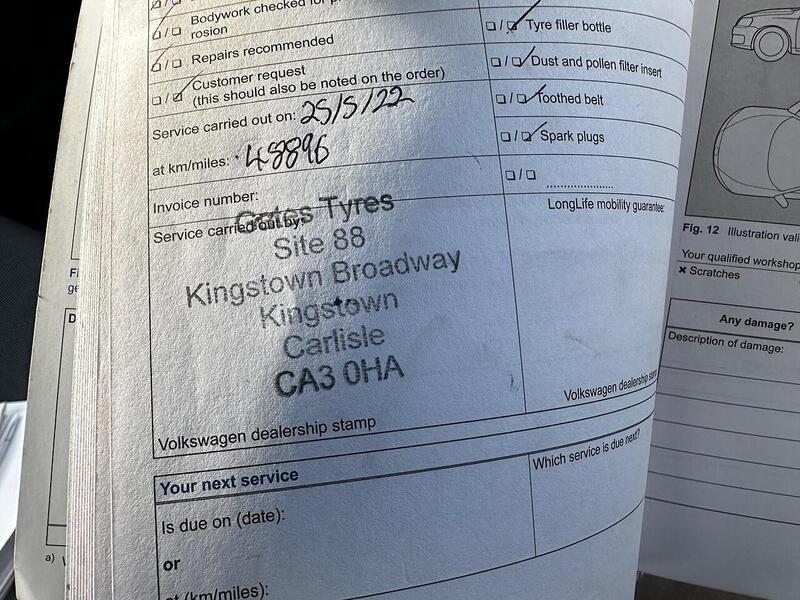 Bodywork checked for
rosion
Repairs recommended
Customer request
(this should also be noted on the order)
Service carried out on: 25/5/22
at km/miles: 48896
Invoice number:
Service carried out by:
Gates Tyres
Site 88
Kingstown Broadway
Kingstown
Carlisle
CA3 0HA
Volkswagen dealership stamp
Tyre filler bottle
Dust and pollen filter insert
Toothed belt
Spark plugs
LongLife mobility guarantee:
Volkswagen dealership stamp
Your next service
Is due on (date):
or
at (km/miles):
Which service is due next?
a)
Fig. 12 Illustration vali
Your qualified workshop
× Scratches
Any damage?
Description of damage: